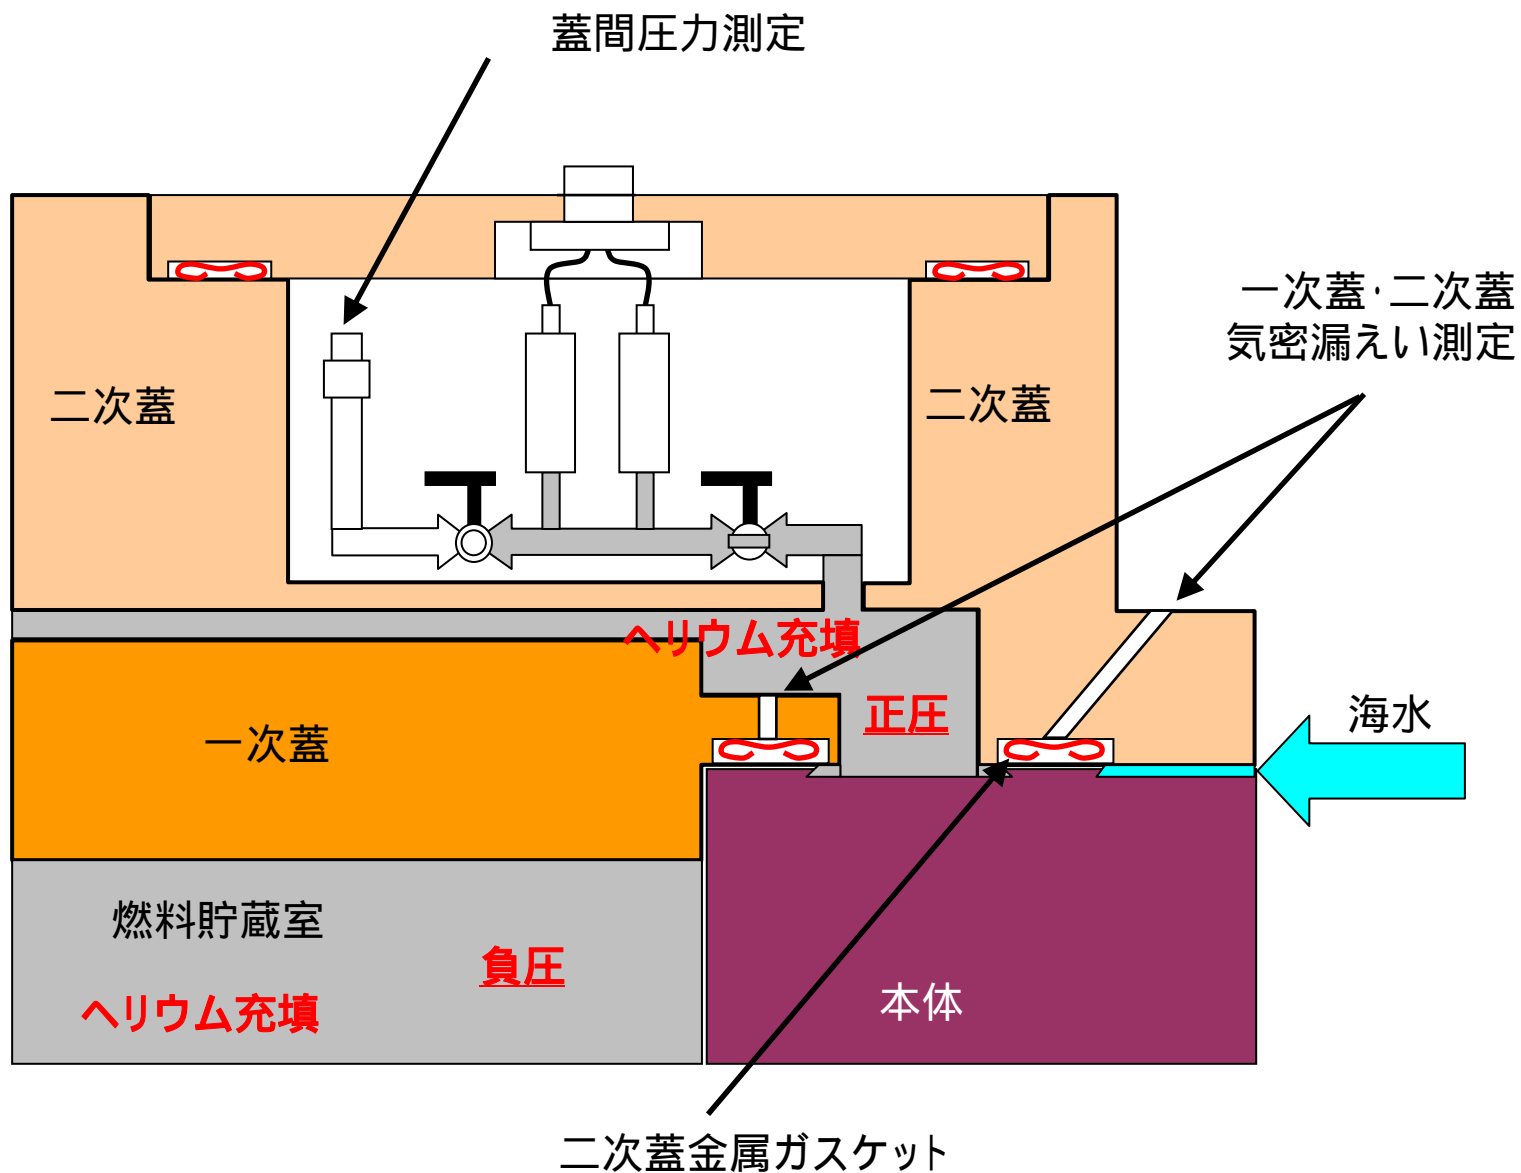 蓋間圧力測定
一次蓋・二次蓋
気密漏えい測定
二次蓋
二次蓋
ヘリウム充填
正圧
海水
一次蓋
燃料貯蔵室
負圧
ヘリウム充填
本体
二次蓋金属ガスケット